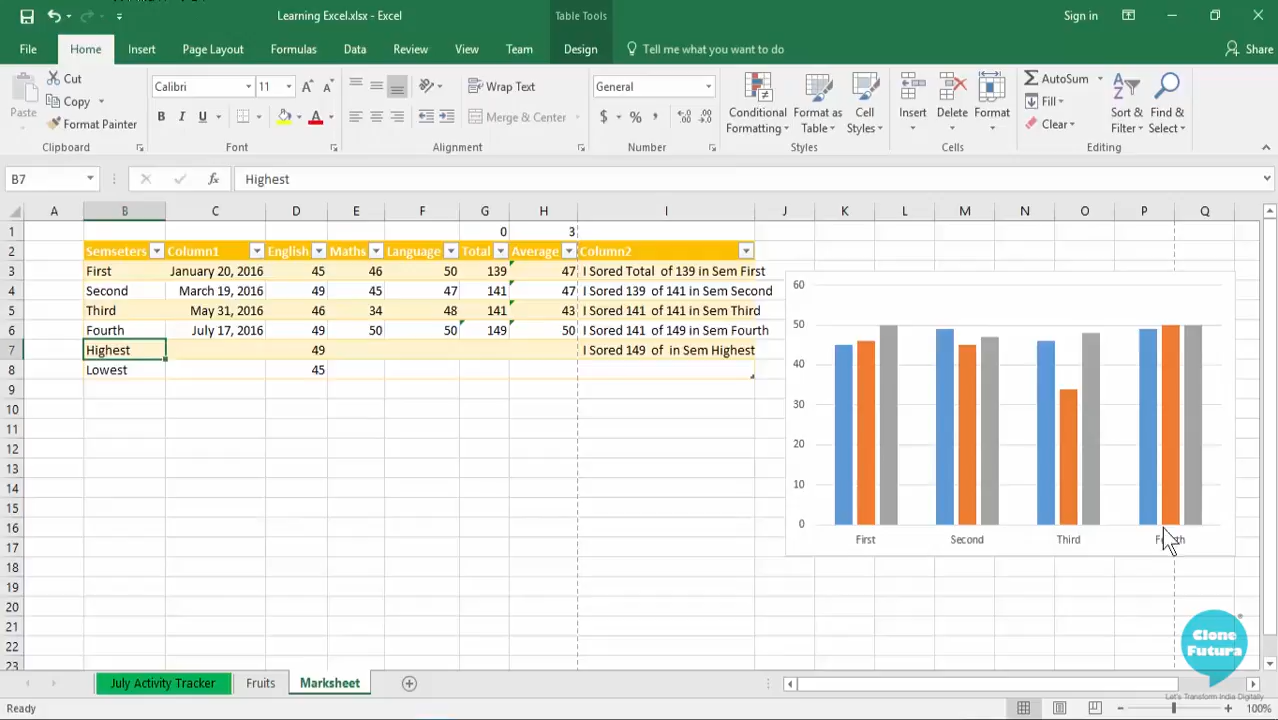 Learning Excel.xlsx - Excel
Table Tools
Sign in
File Home Insert Page Layout Formulas Data Review View Team Design Tell me what you want to do Share
Paste
Cut
Copy
Format Painter
Clipboard
Calibri 11
B I U
Font
Wrap Text
Merge & Center
Alignment
General
$ % ,
Number
Conditional Formatting
Format as Table
Cell Styles
Styles
Insert
Delete
Format
Cells
AutoSum
Fill
Clear
Sort & Filter
Find & Select
Editing
B7 fx Highest
A B C D E F G H I J K L M N O P Q
1 0 3
2 Semseters Column1 English Maths Language Total Average Column2
3 First January 20, 2016 45 46 50 139 47 I Sored Total of 139 in Sem First
4 Second March 19, 2016 49 45 47 141 47 I Sored 139 of 141 in Sem Second
5 Third May 31, 2016 46 34 48 141 43 I Sored 141 of 141 in Sem Third
6 Fourth July 17, 2016 49 50 50 149 50 I Sored 141 of 149 in Sem Fourth
7 Highest 49 I Sored 149 of in Sem Highest
8 Lowest 45
9
10
11
12
13
14
15
16
17
18
19
20
21
22
23
60
50
40
30
20
10
0
First Second Third Fourth
Clone
Futura
Let's Transform India Digitally
July Activity Tracker Fruits Marksheet
Ready
100%